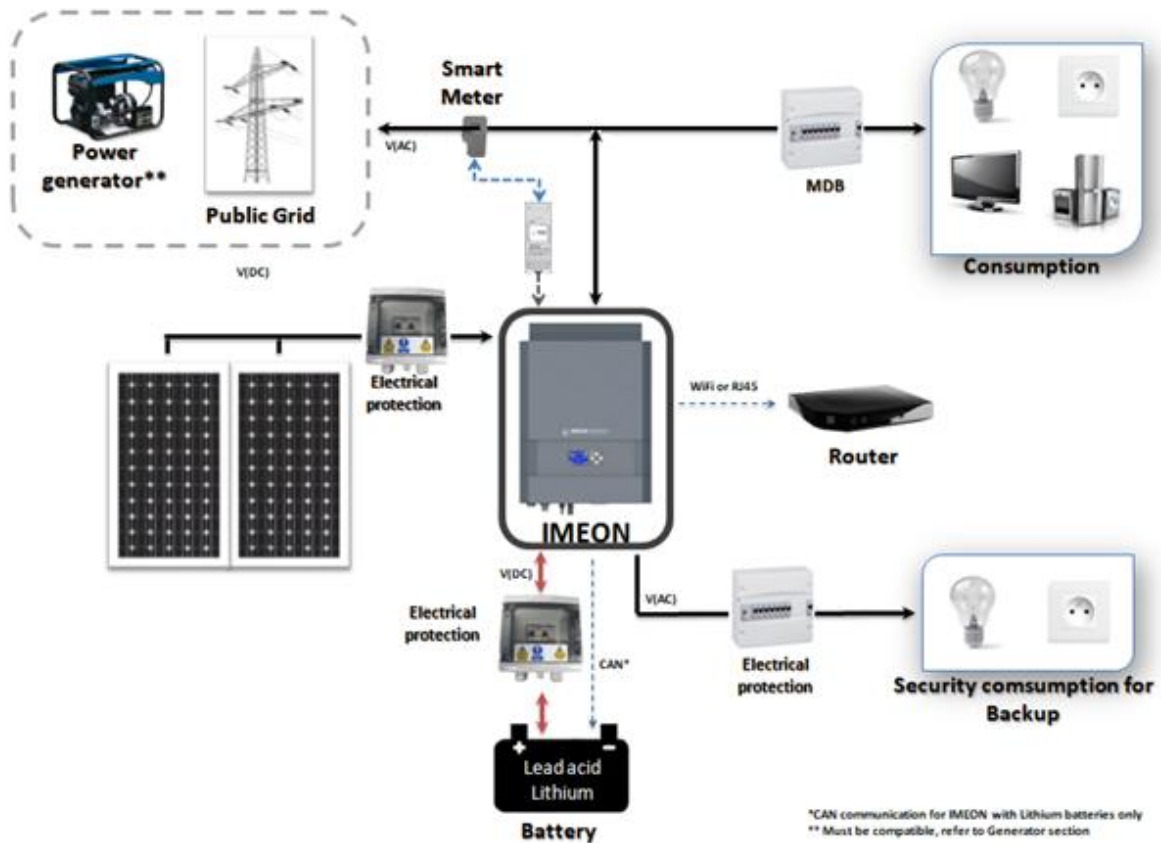 Smart
Meter
Power
generator**
Public Grid
V(AC)
MDB
Consumption
V(DC)
Electrical
protection
WiFi or RJ45
Router
IMEON
V(DC)
Electrical
protection
CAN*
V(AC)
Electrical
protection
Security comsumption for
Backup
Lead acid
Lithium
Battery
*CAN communication for IMEON with Lithium batteries only
** Must be compatible, refer to Generator section